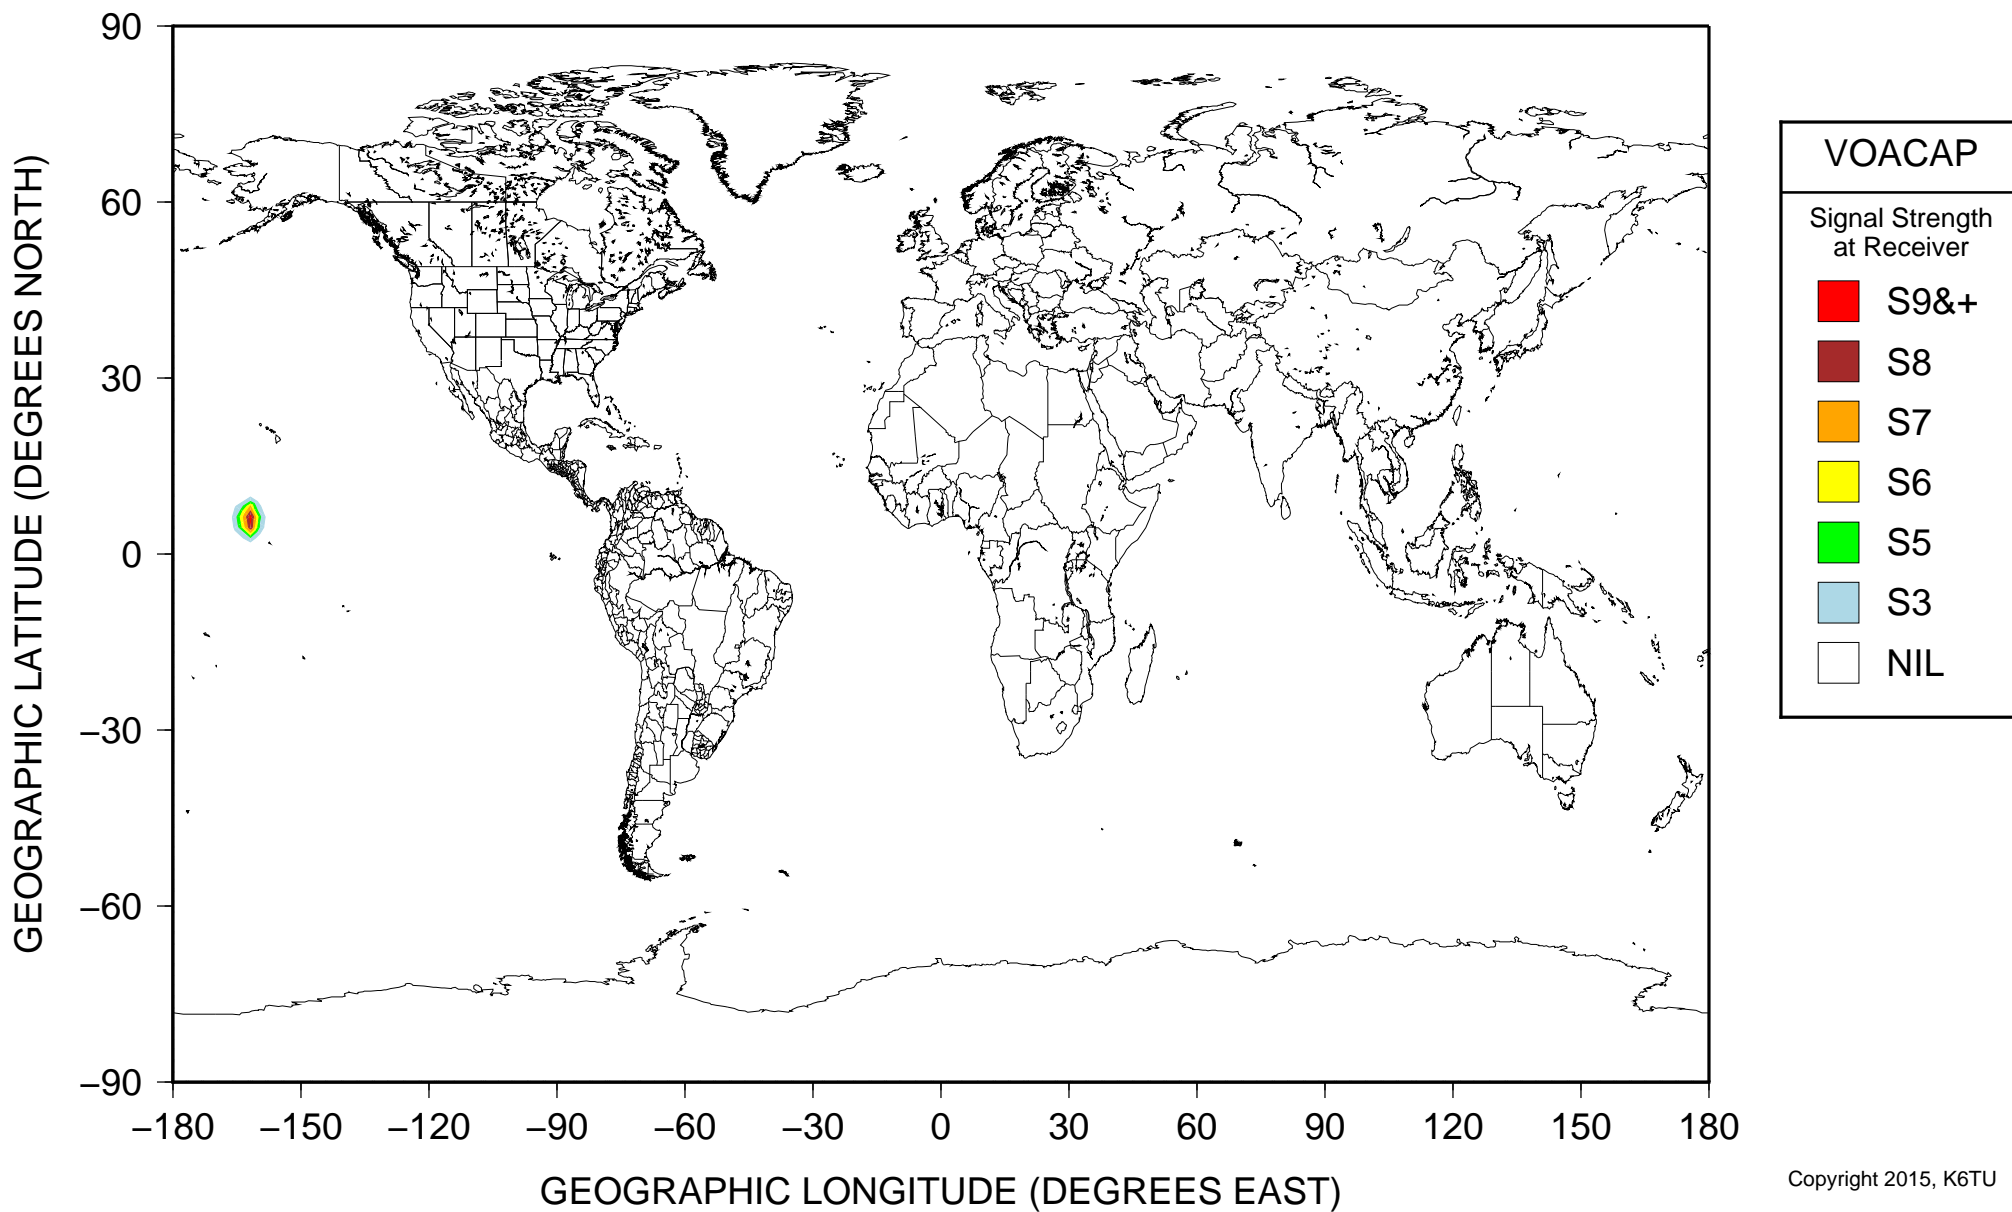 90
60
30
0
−30
−60
−90
GEOGRAPHIC LATITUDE (DEGREES NORTH)
−180 −150 −120 −90 −60 −30 0 30 60 90 120 150 180
GEOGRAPHIC LONGITUDE (DEGREES EAST)
VOACAP
Signal Strength
at Receiver
S9&+
S8
S7
S6
S5
S3
NIL
Copyright 2015, K6TU